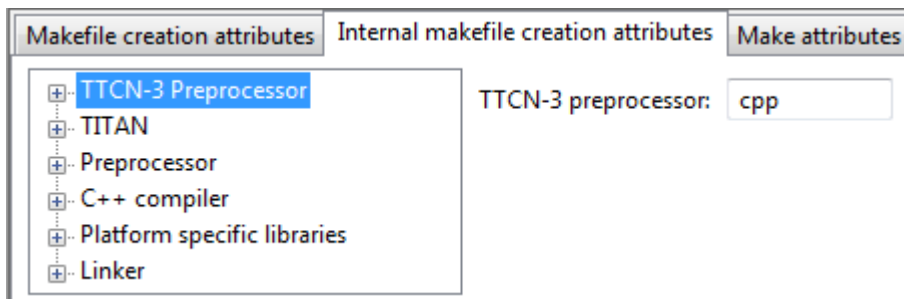 Makefile creation attributes Internal makefile creation attributes Make attributes
TTCN-3 Preprocessor
TTCN-3 preprocessor: cpp
TITAN
Preprocessor
C++ compiler
Platform specific libraries
Linker